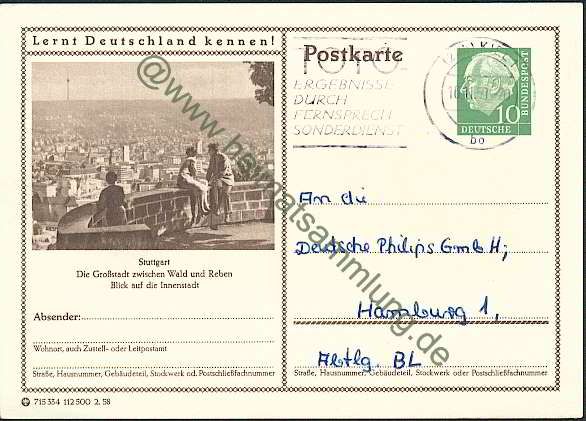 Lernt Deutschland kennen!
Stuttgart
Die Großstadt zwischen Wald und Reben
Blick auf die Innenstadt
Absender:
Wohnort, auch Zustell- oder Leitpostamt
Straße, Hausnummer, Gebäudeteil, Stockwerk od. Postschließfachnummer
715 334 112 500 2. 58
Postkarte
TOTO-
ERGEBNISSE
DURCH
FERNSPRECH
SONDERDIENST
bo
10
DEUTSCHE
BUNDESPOST
An die
Deutsche Philips GmbH;
Hamburg 1,
Abtlg. BL
Straße, Hausnummer, Gebäudeteil, Stockwerk oder Postschließfachnummer
@www.heimatsammlung.de